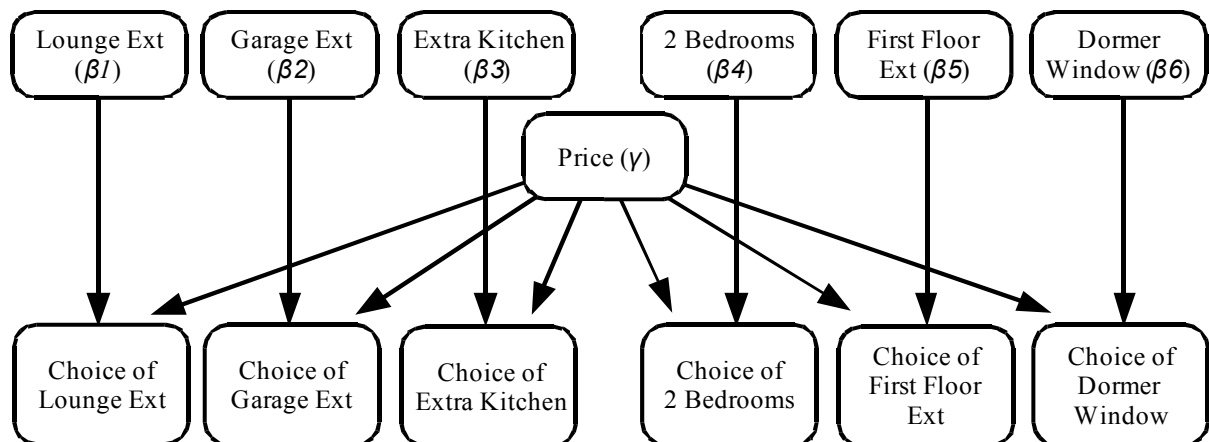 Lounge Ext
(β1)
Garage Ext
(β2)
Extra Kitchen
(β3)
2 Bedrooms
(β4)
First Floor
Ext (β5)
Dormer
Window (β6)
Price (γ)
Choice of
Lounge Ext
Choice of
Garage Ext
Choice of
Extra Kitchen
Choice of
2 Bedrooms
Choice of
First Floor
Ext
Choice of
Dormer
Window